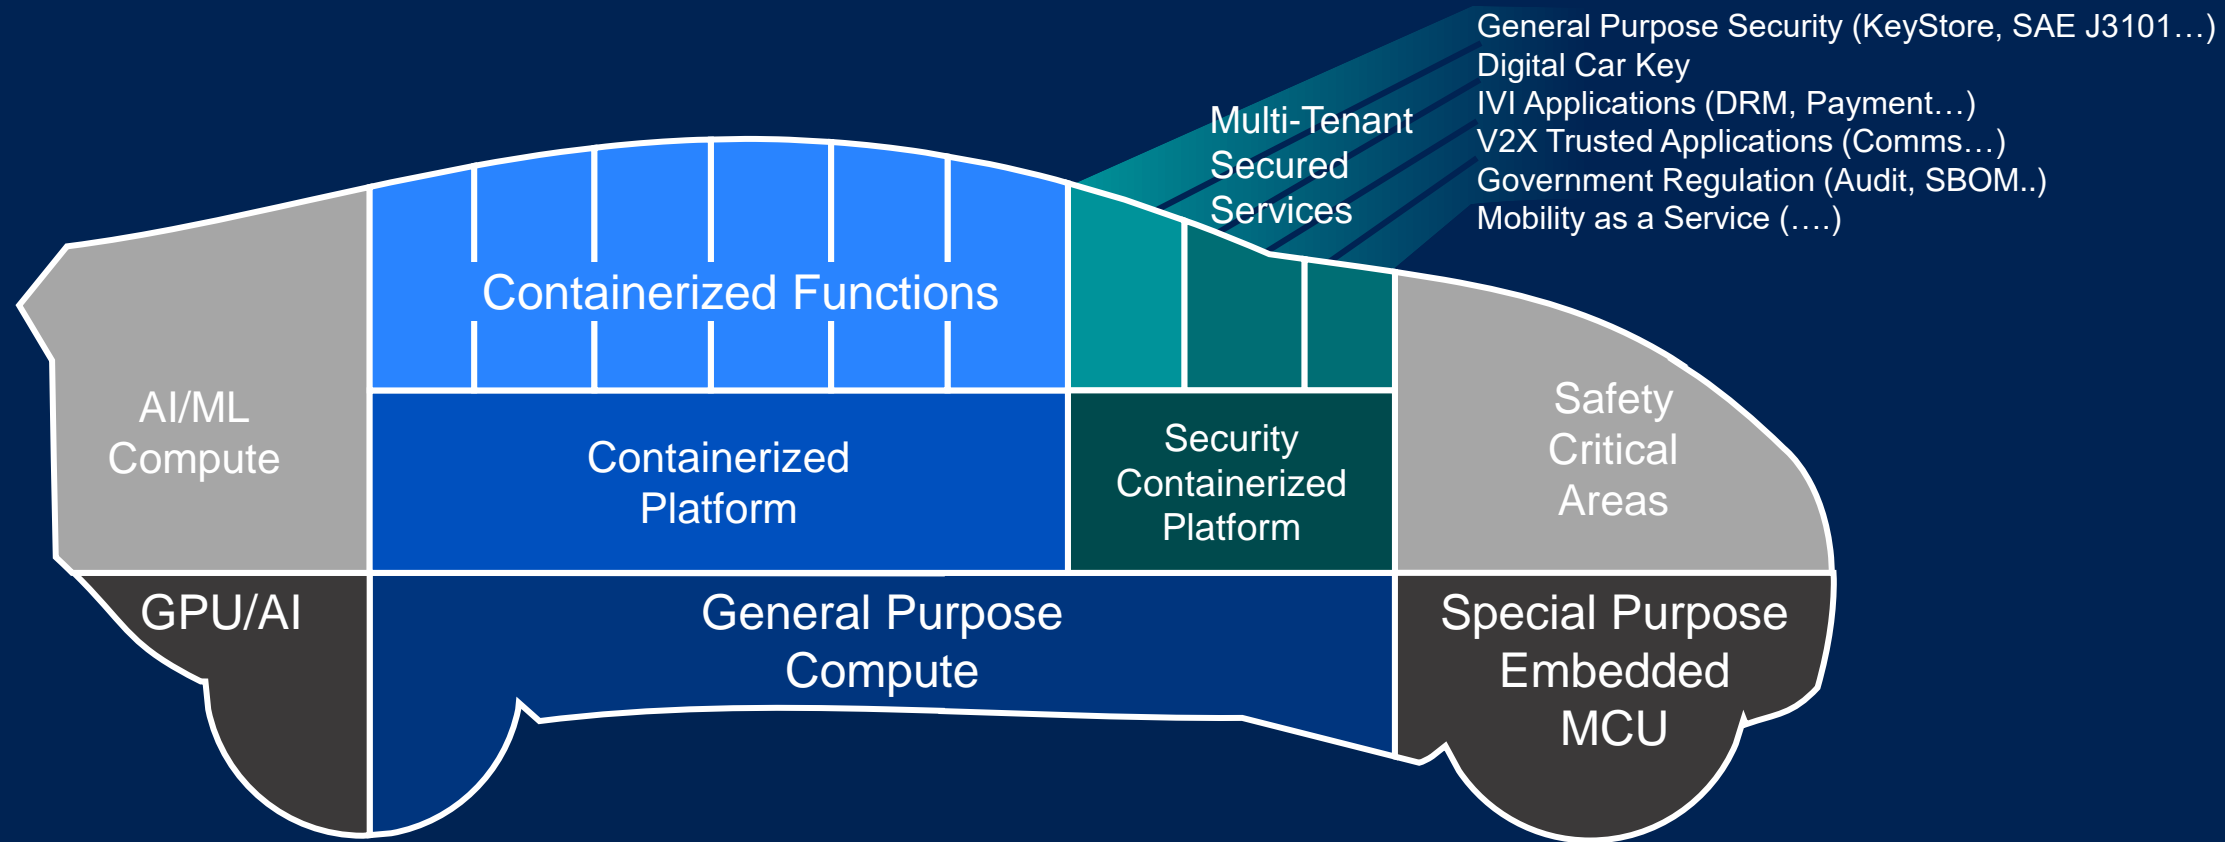 General Purpose Security (KeyStore, SAE J3101…)
Digital Car Key
IVI Applications (DRM, Payment…)
V2X Trusted Applications (Comms…)
Government Regulation (Audit, SBOM..)
Mobility as a Service (….)
Multi-Tenant
Secured
Services
Containerized Functions
AI/ML
Compute
Containerized
Platform
Security
Containerized
Platform
Safety
Critical
Areas
GPU/AI
General Purpose
Compute
Special Purpose
Embedded
MCU